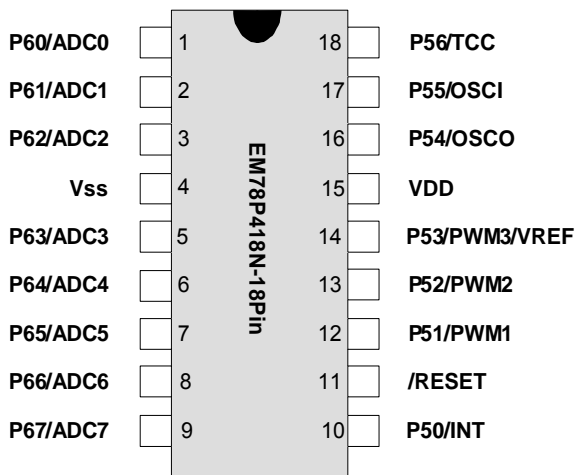 P60/ADC0 1 18 P56/TCC
P61/ADC1 2 17 P55/OSCI
P62/ADC2 3 16 P54/OSCO
Vss 4 15 VDD
P63/ADC3 5 14 P53/PWM3/VREF
P64/ADC4 6 13 P52/PWM2
P65/ADC5 7 12 P51/PWM1
P66/ADC6 8 11 /RESET
P67/ADC7 9 10 P50/INT
EM78P418N-18Pin